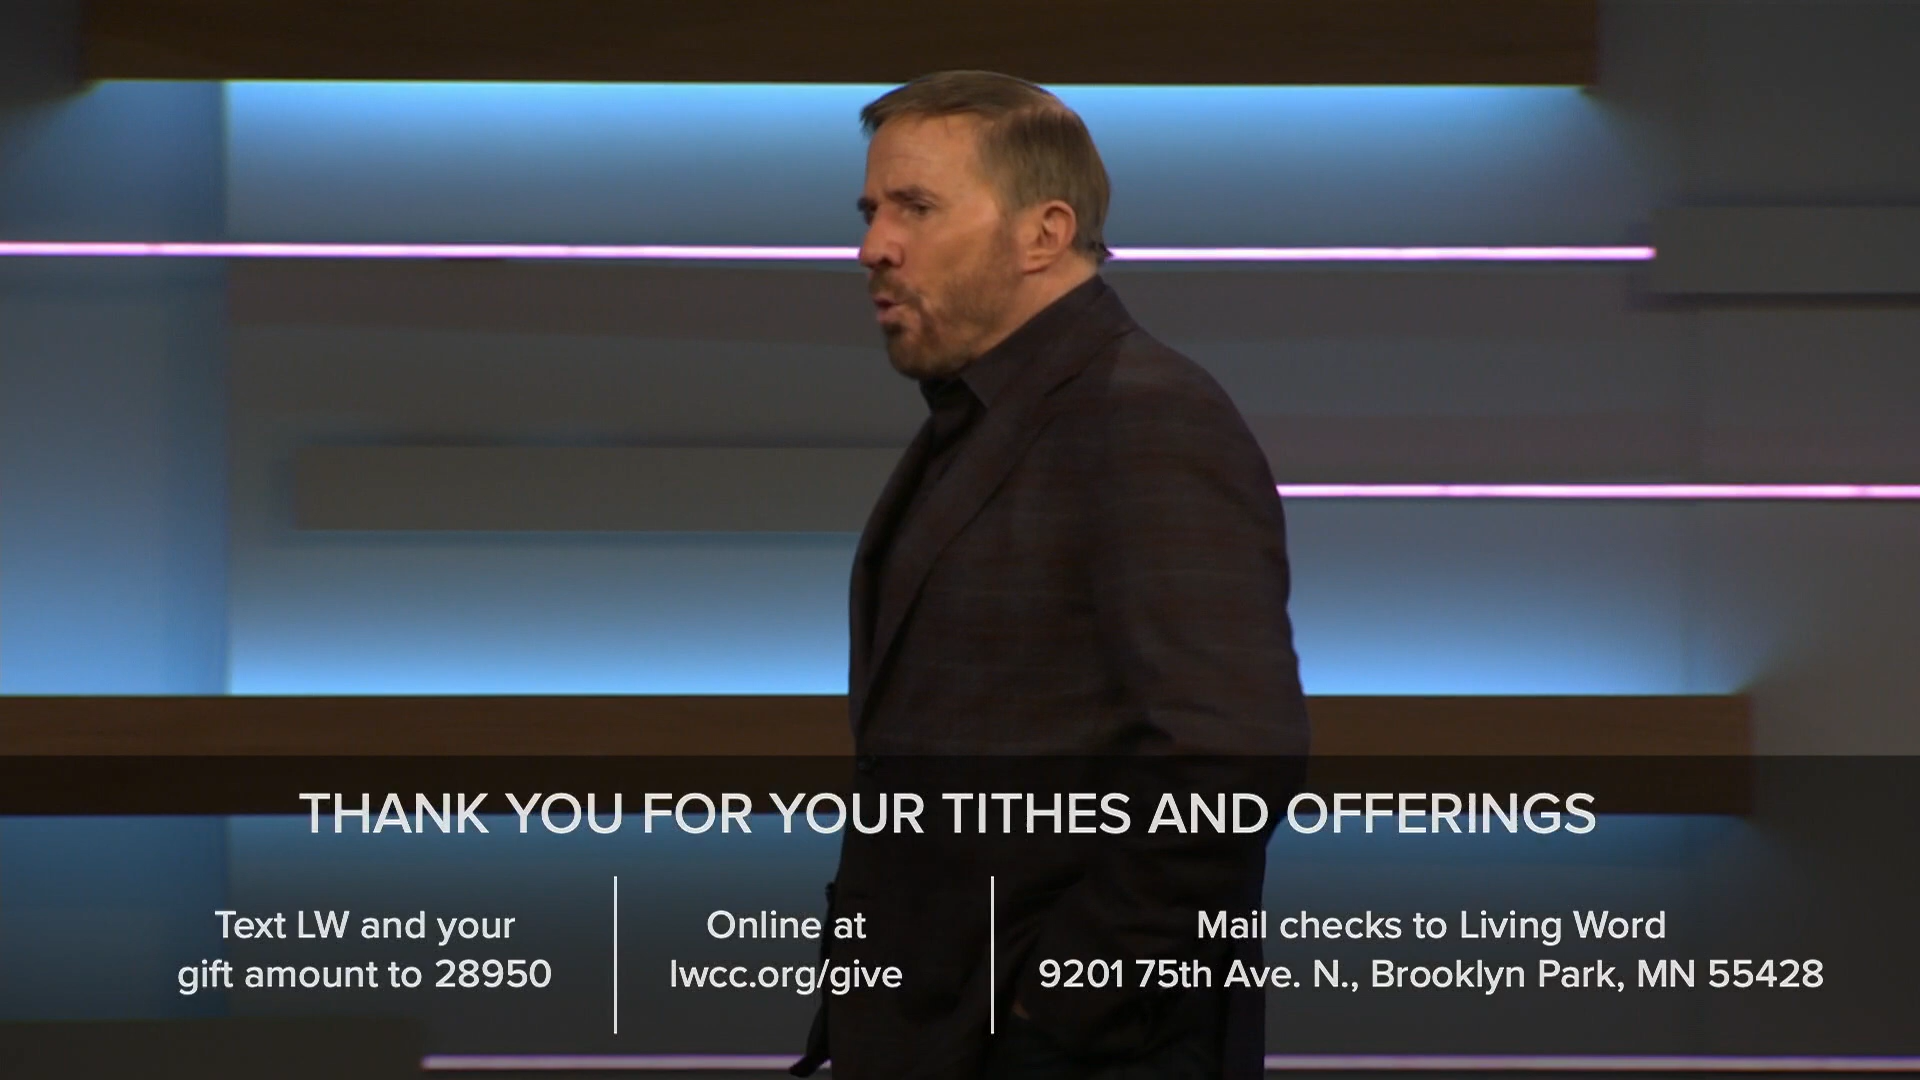 THANK YOU FOR YOUR TITHES AND OFFERINGS
Text LW and your
gift amount to 28950
Online at
lwcc.org/give
Mail checks to Living Word
9201 75th Ave. N., Brooklyn Park, MN 55428